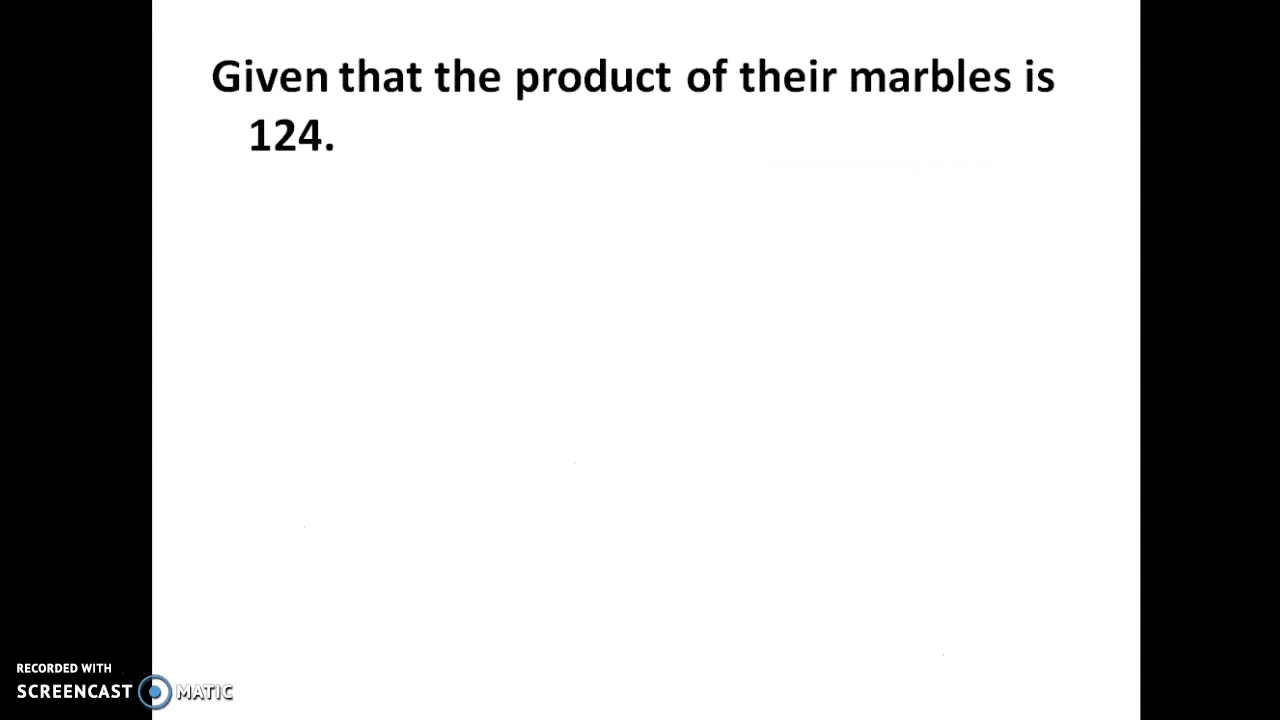 Given that the product of their marbles is
124.
RECORDED WITH
SCREENCAST MATIC